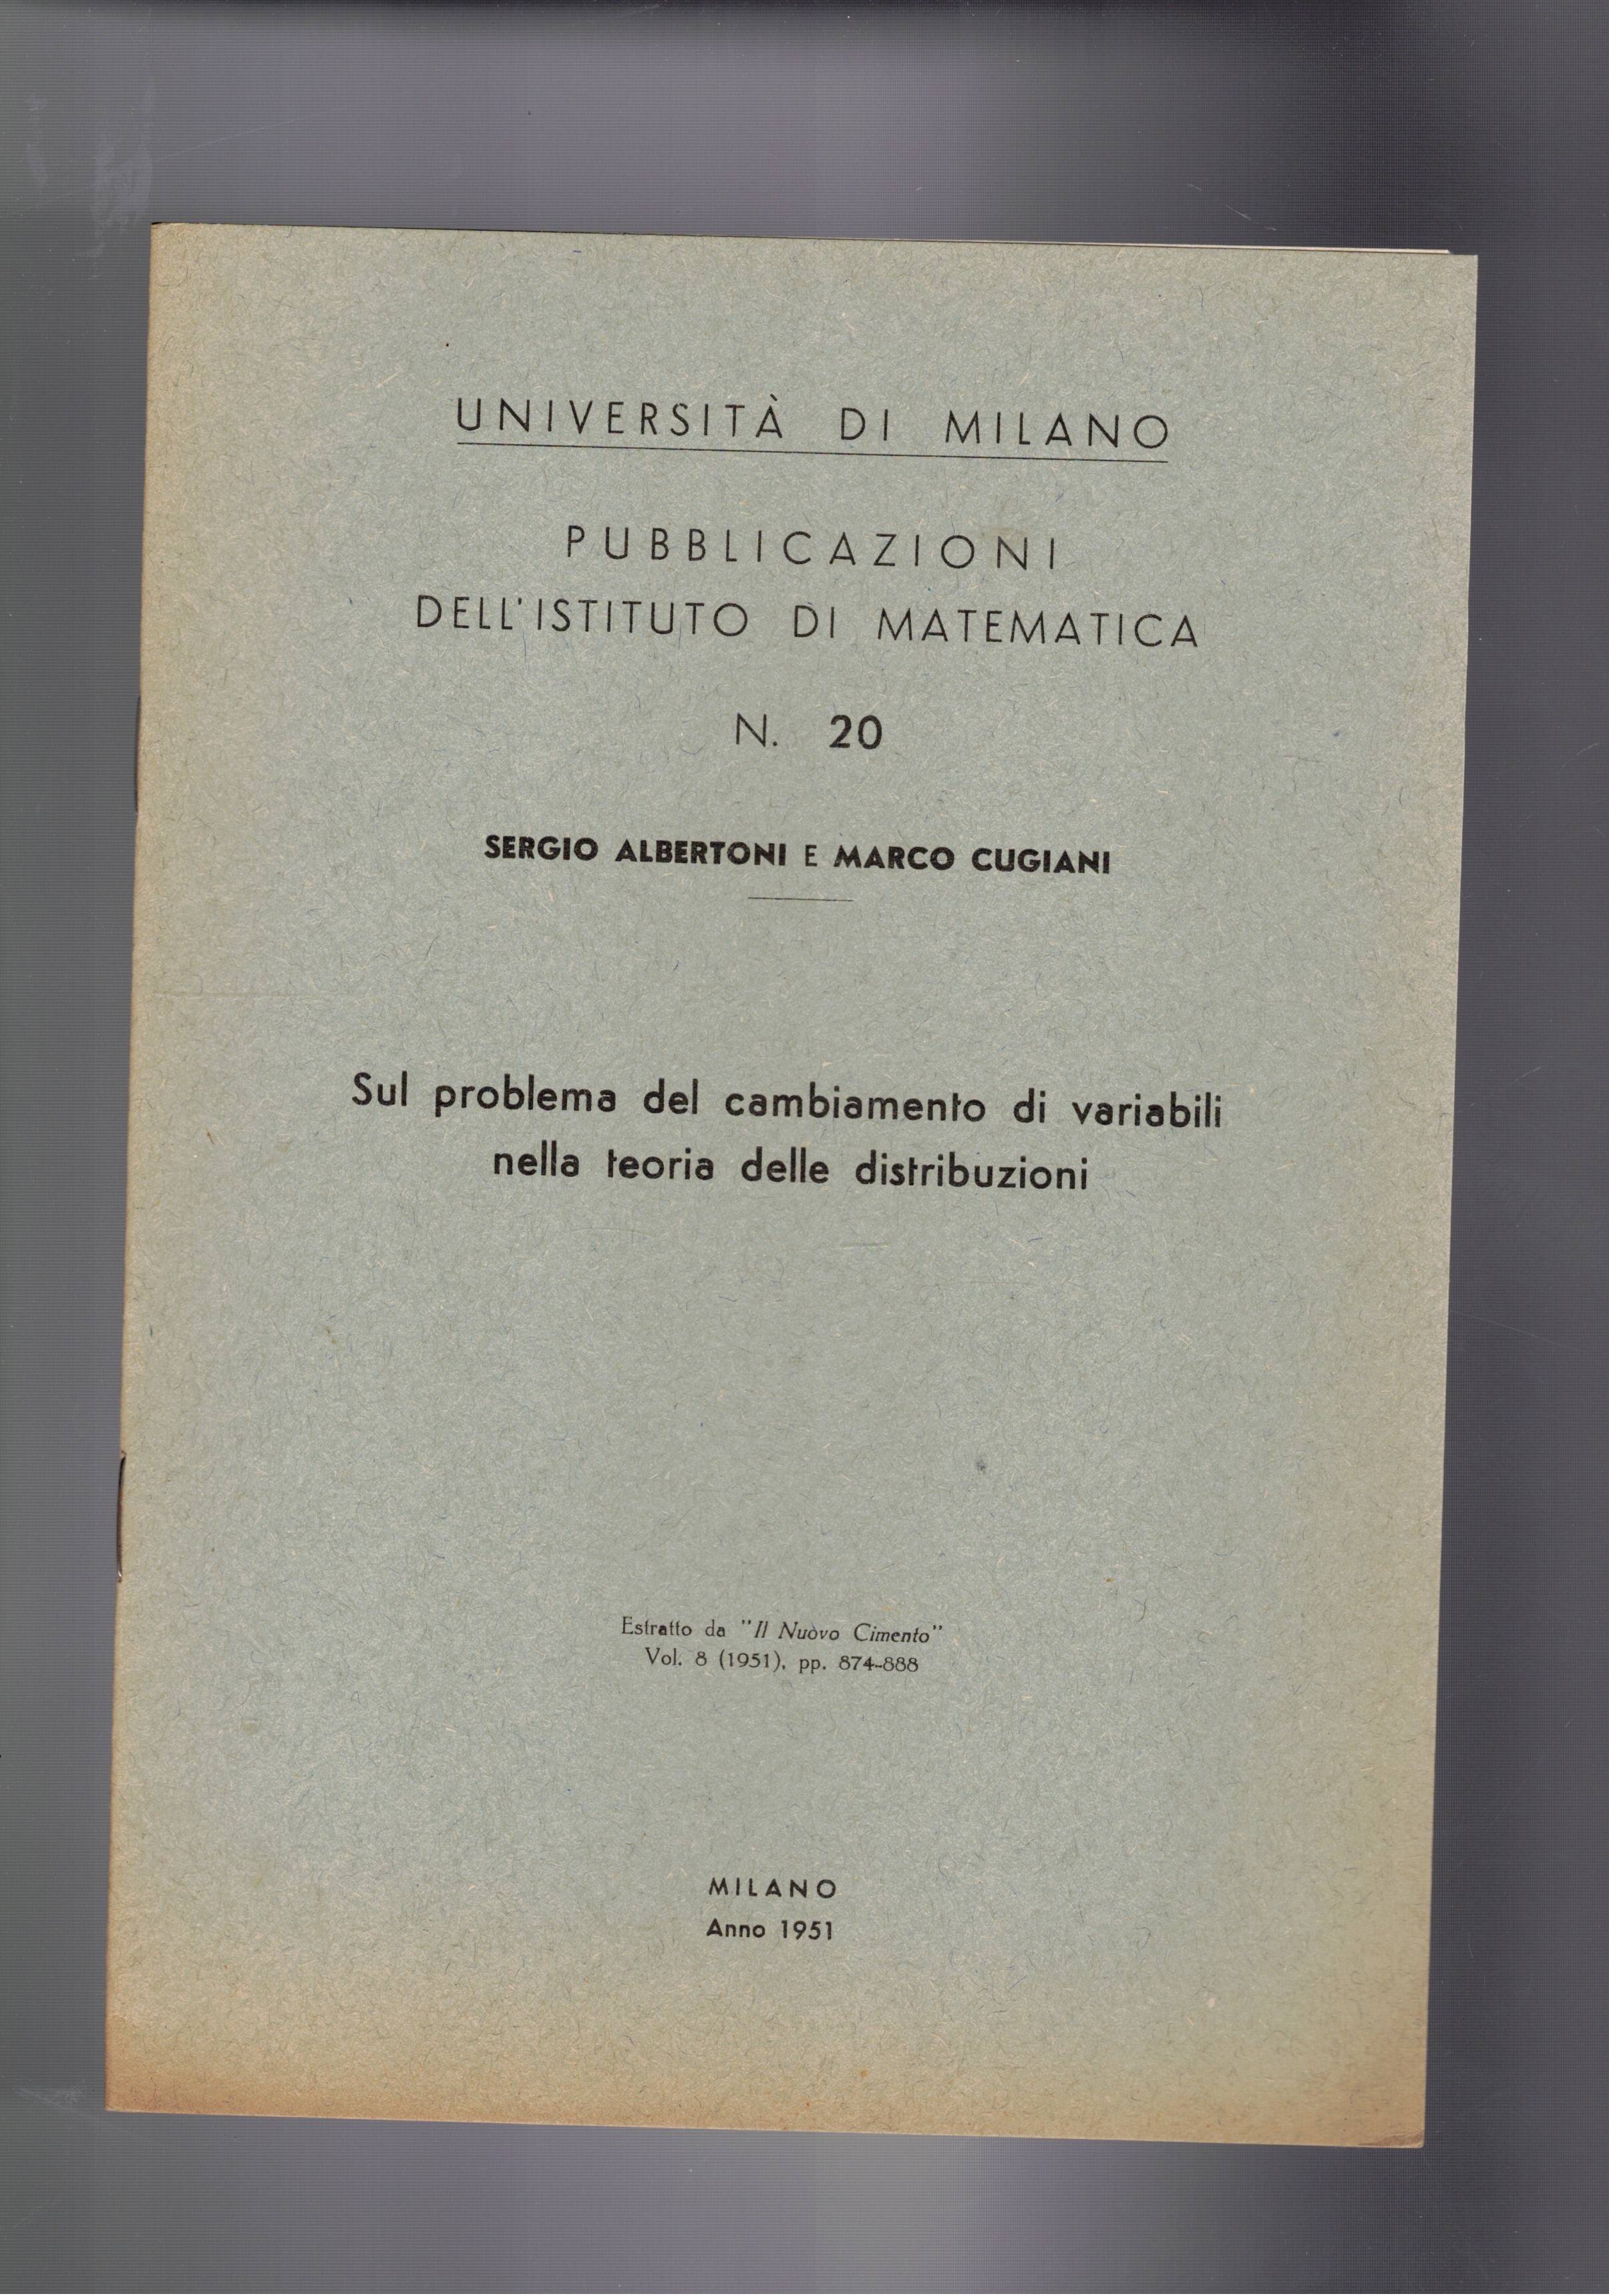 UNIVERSITÀ DI MILANO
PUBBLICAZIONI
DELL'ISTITUTO DI MATEMATICA
N. 20
SERGIO ALBERTONI E MARCO CUGIANI
Sul problema del cambiamento di variabili
nella teoria delle distribuzioni
Estratto da "Il Nuòvo Cimento"
Vol. 8 (1951), pp. 874-888
MILANO
Anno 1951